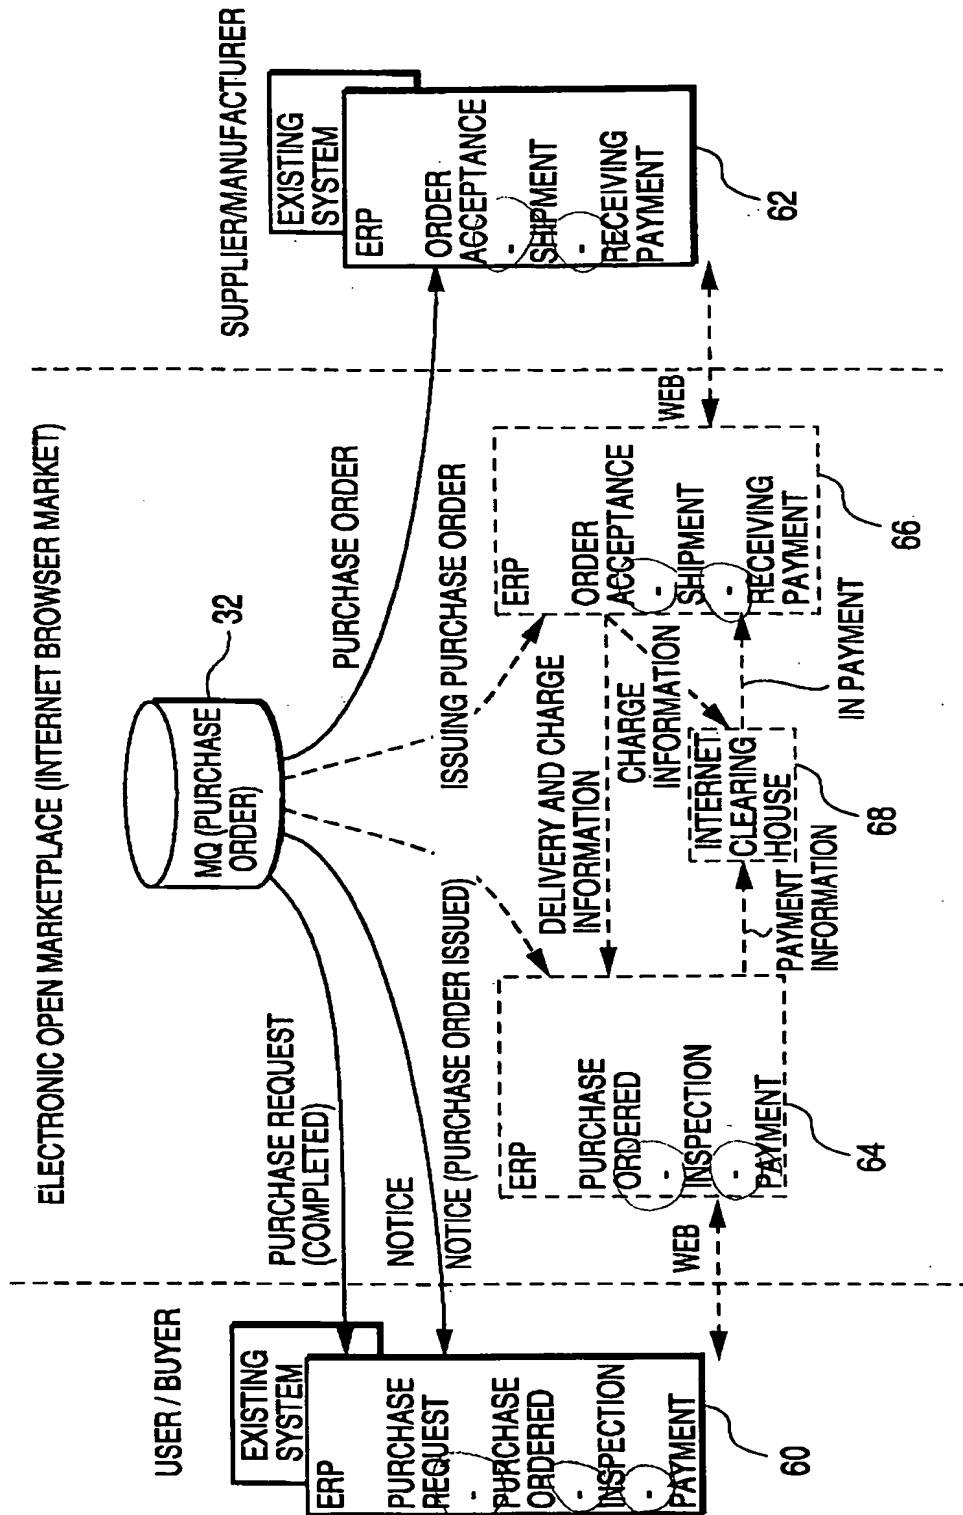 ELECTRONIC OPEN MARKETPLACE (INTERNET BROWSER MARKET)
USER / BUYER
EXISTING
SYSTEM
ERP
PURCHASE
REQUEST
PURCHASE
ORDERED
INSPECTION
PAYMENT
60
PURCHASE REQUEST
(COMPLETED)
NOTICE
NOTICE (PURCHASE ORDER ISSUED)
WEB
MQ (PURCHASE
ORDER)
32
PURCHASE ORDER
ISSUING PURCHASE ORDER
DELIVERY AND CHARGE
INFORMATION
CHARGE
INFORMATION
ERP
PURCHASE
ORDERED
INSPECTION
PAYMENT
64
PAYMENT
INFORMATION
INTERNET
CLEARING
HOUSE
68
IN PAYMENT
ERP
ORDER
ACCEPTANCE
SHIPMENT
RECEIVING
PAYMENT
66
WEB
SUPPLIER/MANUFACTURER
EXISTING
SYSTEM
ERP
ORDER
ACCEPTANCE
SHIPMENT
RECEIVING
PAYMENT
62